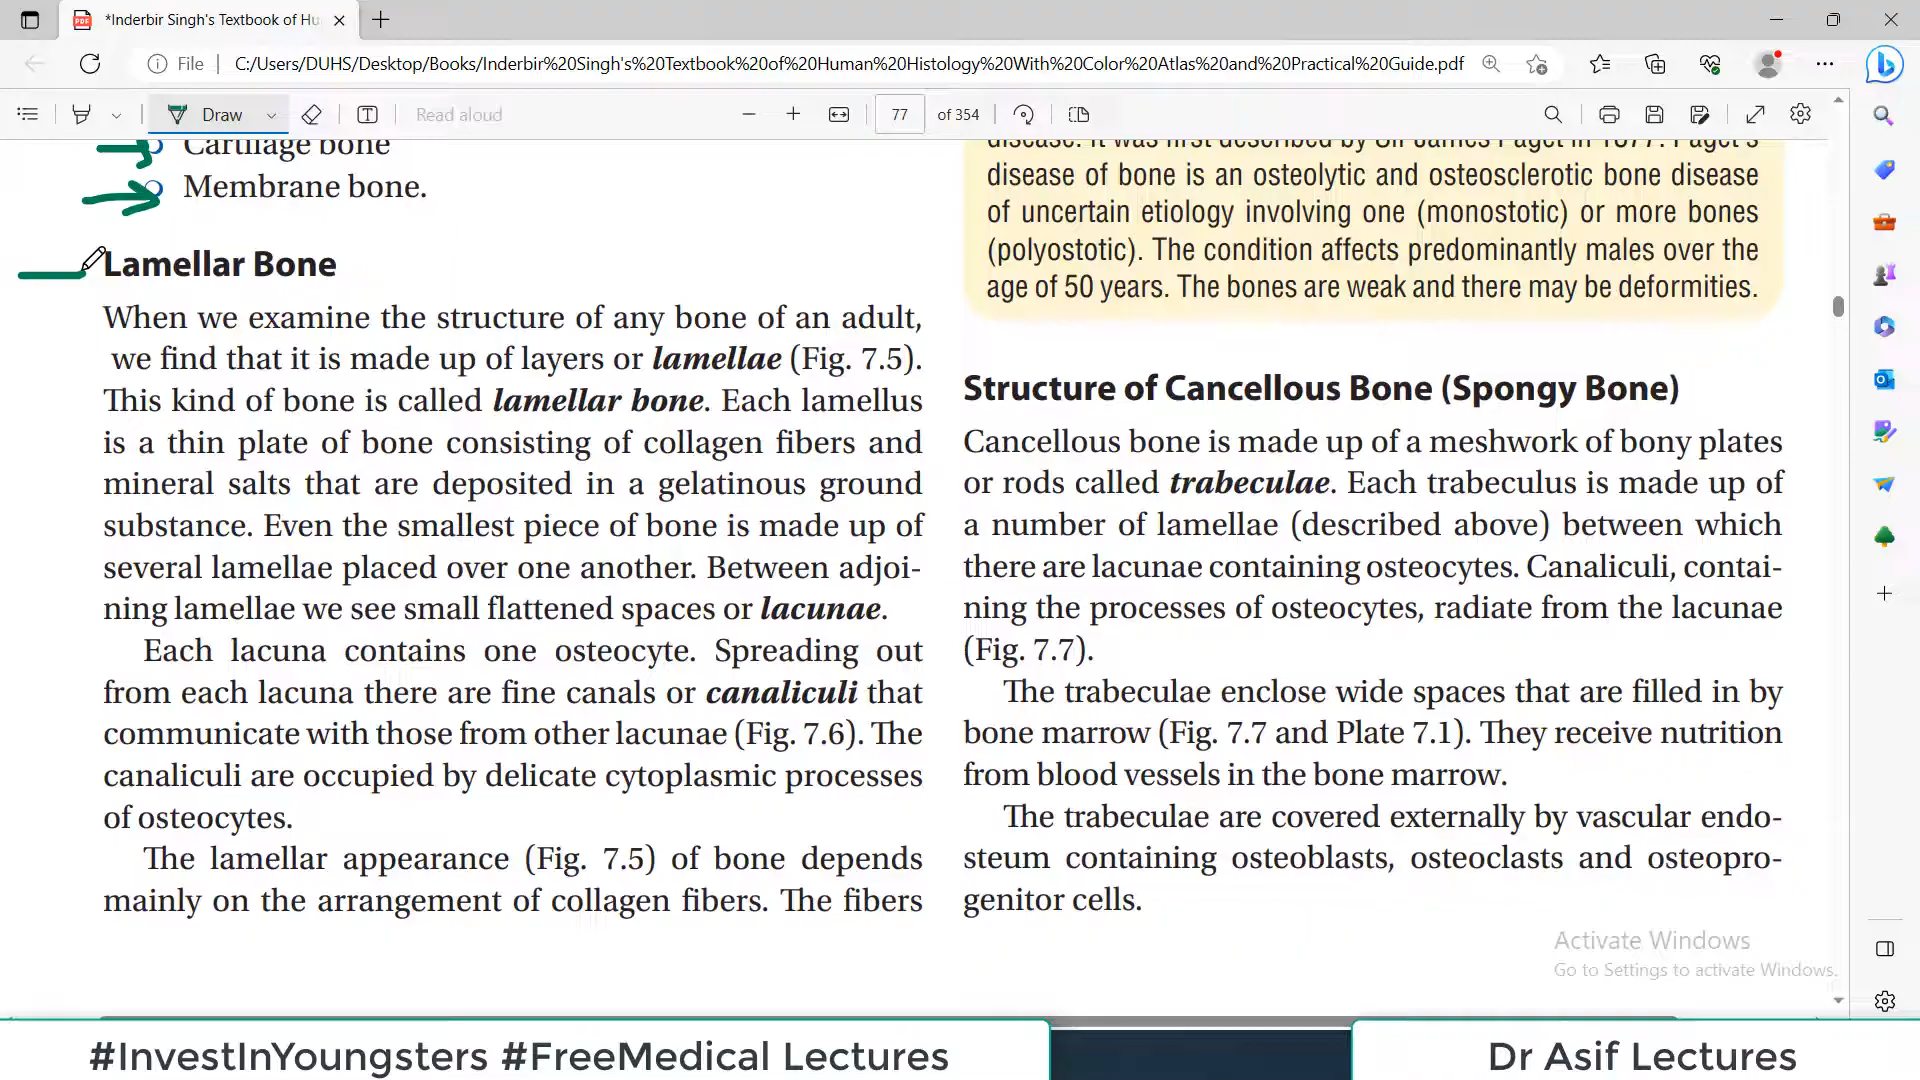 *Inderbir Singh's Textbook of Hu
File
C:/Users/DUHS/Desktop/Books/Inderbir%20Singh's%20Textbook%20of%20Human%20Histology%20With%20Color%20Atlas%20and%20Practical%20Guide.pdf
Draw
Read aloud
77 of 354
Cartilage bone
Membrane bone.
Lamellar Bone
When we examine the structure of any bone of an adult,
we find that it is made up of layers or lamellae (Fig. 7.5).
This kind of bone is called lamellar bone. Each lamellus
is a thin plate of bone consisting of collagen fibers and
mineral salts that are deposited in a gelatinous ground
substance. Even the smallest piece of bone is made up of
several lamellae placed over one another. Between adjoi-
ning lamellae we see small flattened spaces or lacunae.
Each lacuna contains one osteocyte. Spreading out
from each lacuna there are fine canals or canaliculi that
communicate with those from other lacunae (Fig. 7.6). The
canaliculi are occupied by delicate cytoplasmic processes
of osteocytes.
The lamellar appearance (Fig. 7.5) of bone depends
mainly on the arrangement of collagen fibers. The fibers
disease. It was first described by Sir James Paget in 1877. Paget's
disease of bone is an osteolytic and osteosclerotic bone disease
of uncertain etiology involving one (monostotic) or more bones
(polyostotic). The condition affects predominantly males over the
age of 50 years. The bones are weak and there may be deformities.
Structure of Cancellous Bone (Spongy Bone)
Cancellous bone is made up of a meshwork of bony plates
or rods called trabeculae. Each trabeculus is made up of
a number of lamellae (described above) between which
there are lacunae containing osteocytes. Canaliculi, contai-
ning the processes of osteocytes, radiate from the lacunae
(Fig. 7.7).
The trabeculae enclose wide spaces that are filled in by
bone marrow (Fig. 7.7 and Plate 7.1). They receive nutrition
from blood vessels in the bone marrow.
The trabeculae are covered externally by vascular endo-
steum containing osteoblasts, osteoclasts and osteopro-
genitor cells.
Activate Windows
Go to Settings to activate Windows.
#InvestInYoungsters #FreeMedical Lectures
Dr Asif Lectures